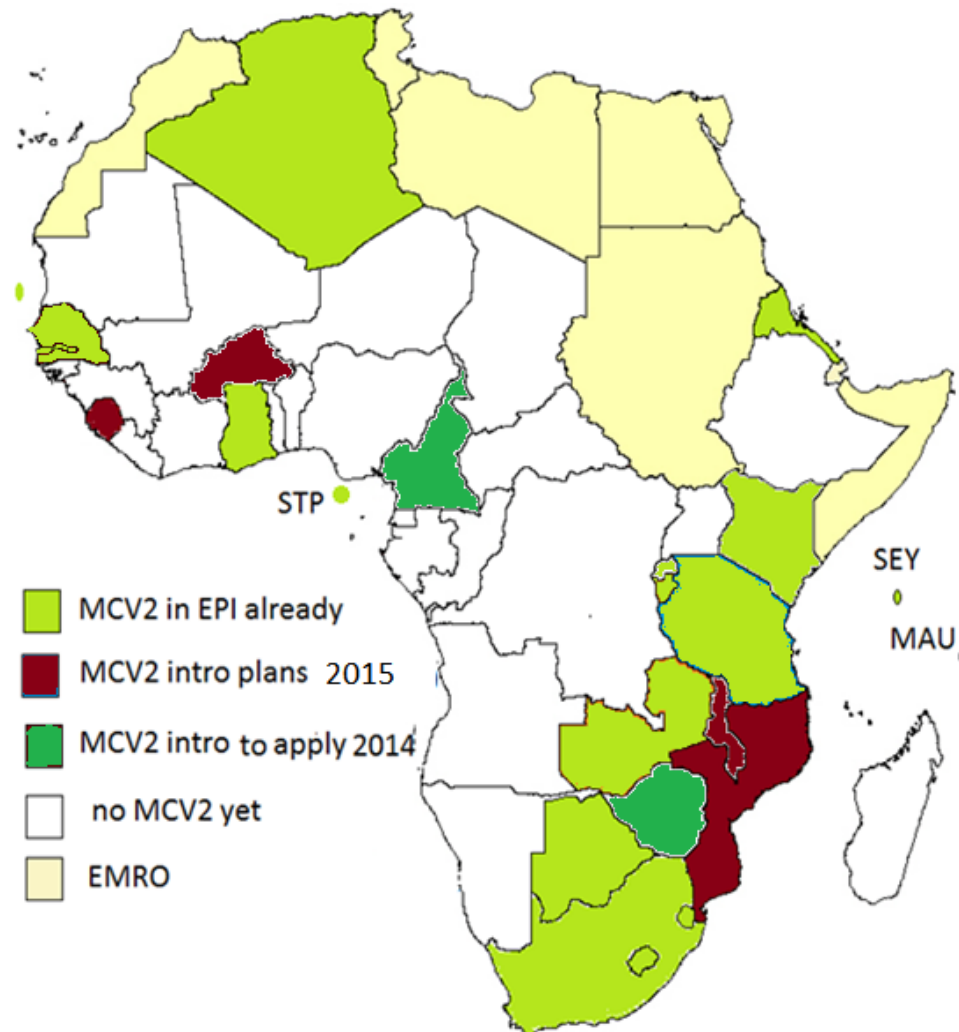 STP
SEY
MAU
MCV2 in EPI already
MCV2 intro plans 2015
MCV2 intro to apply 2014
no MCV2 yet
EMRO